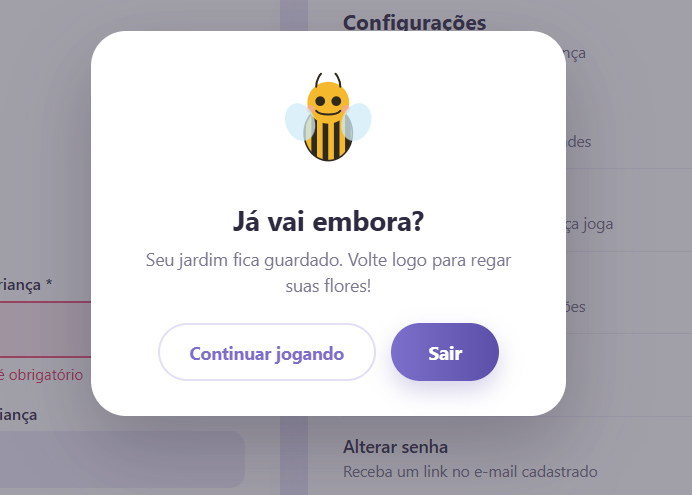 Configurações
nça
des
ça joga
ões
Já vai embora?
Seu jardim fica guardado. Volte logo para regar
suas flores!
Continuar jogando
Sair
riança *
é obrigatório
iança
Alterar senha
Receba um link no e-mail cadastrado